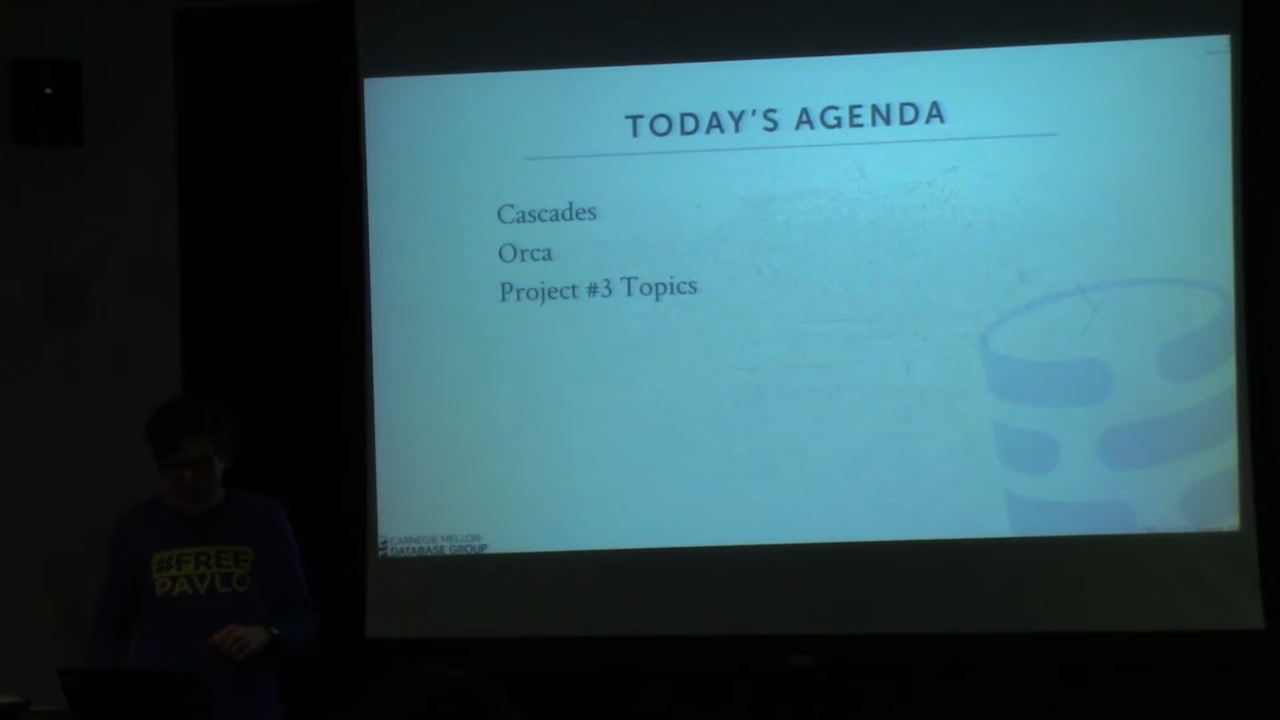 TODAY'S AGENDA
Cascades
Orca
Project #3 Topics
CARNEGIE MELLON
DATABASE GROUP
#FREE
PAVLO